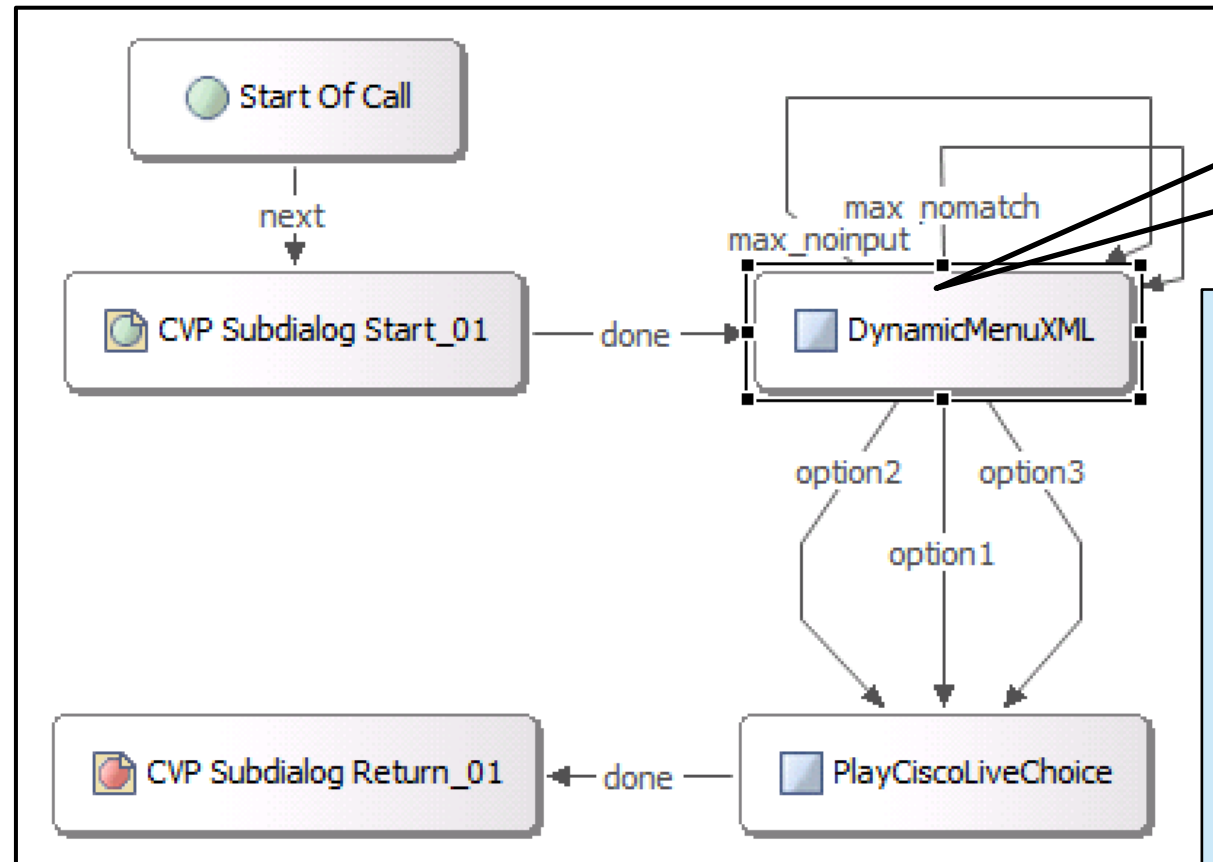 Start Of Call
next
max_nomatch
max_noinput
CVP Subdialog Start_01
done
DynamicMenuXML
option2
option3
option1
CVP Subdialog Return_01
done
PlayCiscoLiveChoice